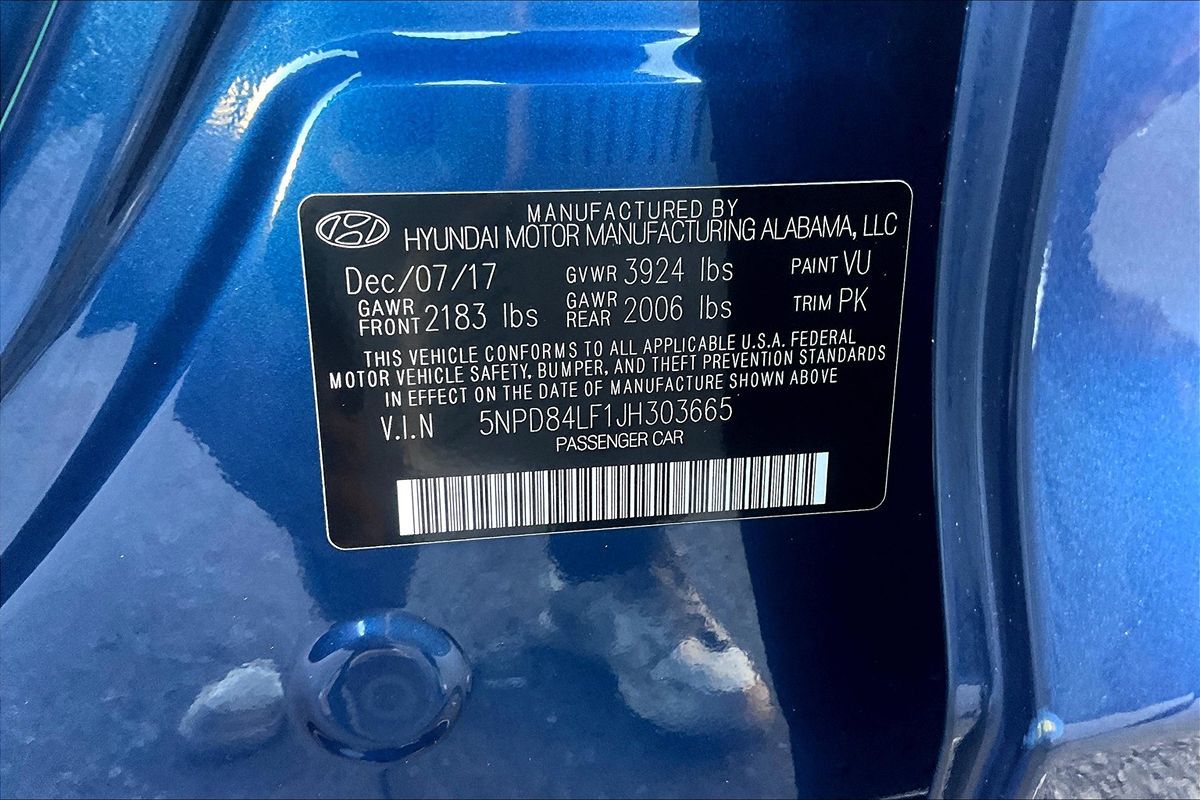 MANUFACTURED BY
HYUNDAI MOTOR MANUFACTURING ALABAMA, LLC
Dec/07/17 GVWR 3924 lbs PAINT VU
GAWR FRONT 2183 lbs GAWR REAR 2006 lbs TRIM PK
THIS VEHICLE CONFORMS TO ALL APPLICABLE U.S.A. FEDERAL
MOTOR VEHICLE SAFETY, BUMPER, AND THEFT PREVENTION STANDARDS
IN EFFECT ON THE DATE OF MANUFACTURE SHOWN ABOVE
V.I.N 5NPD84LF1JH303665
PASSENGER CAR